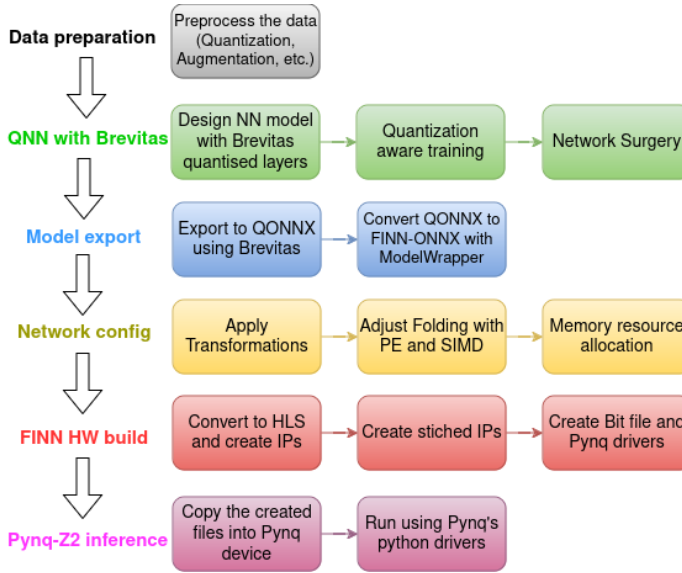 Data preparation
Preprocess the data
(Quantization,
Augmentation, etc.)
QNN with Brevitas
Design NN model
with Brevitas
quantised layers
Quantization
aware training
Network Surgery
Model export
Export to QONNX
using Brevitas
Convert QONNX to
FINN-ONNX with
ModelWrapper
Network config
Apply
Transformations
Adjust Folding with
PE and SIMD
Memory resource
allocation
FINN HW build
Convert to HLS
and create IPs
Create stiched IPs
Create Bit file and
Pynq drivers
Pynq-Z2 inference
Copy the created
files into Pynq
device
Run using Pynq's
python drivers